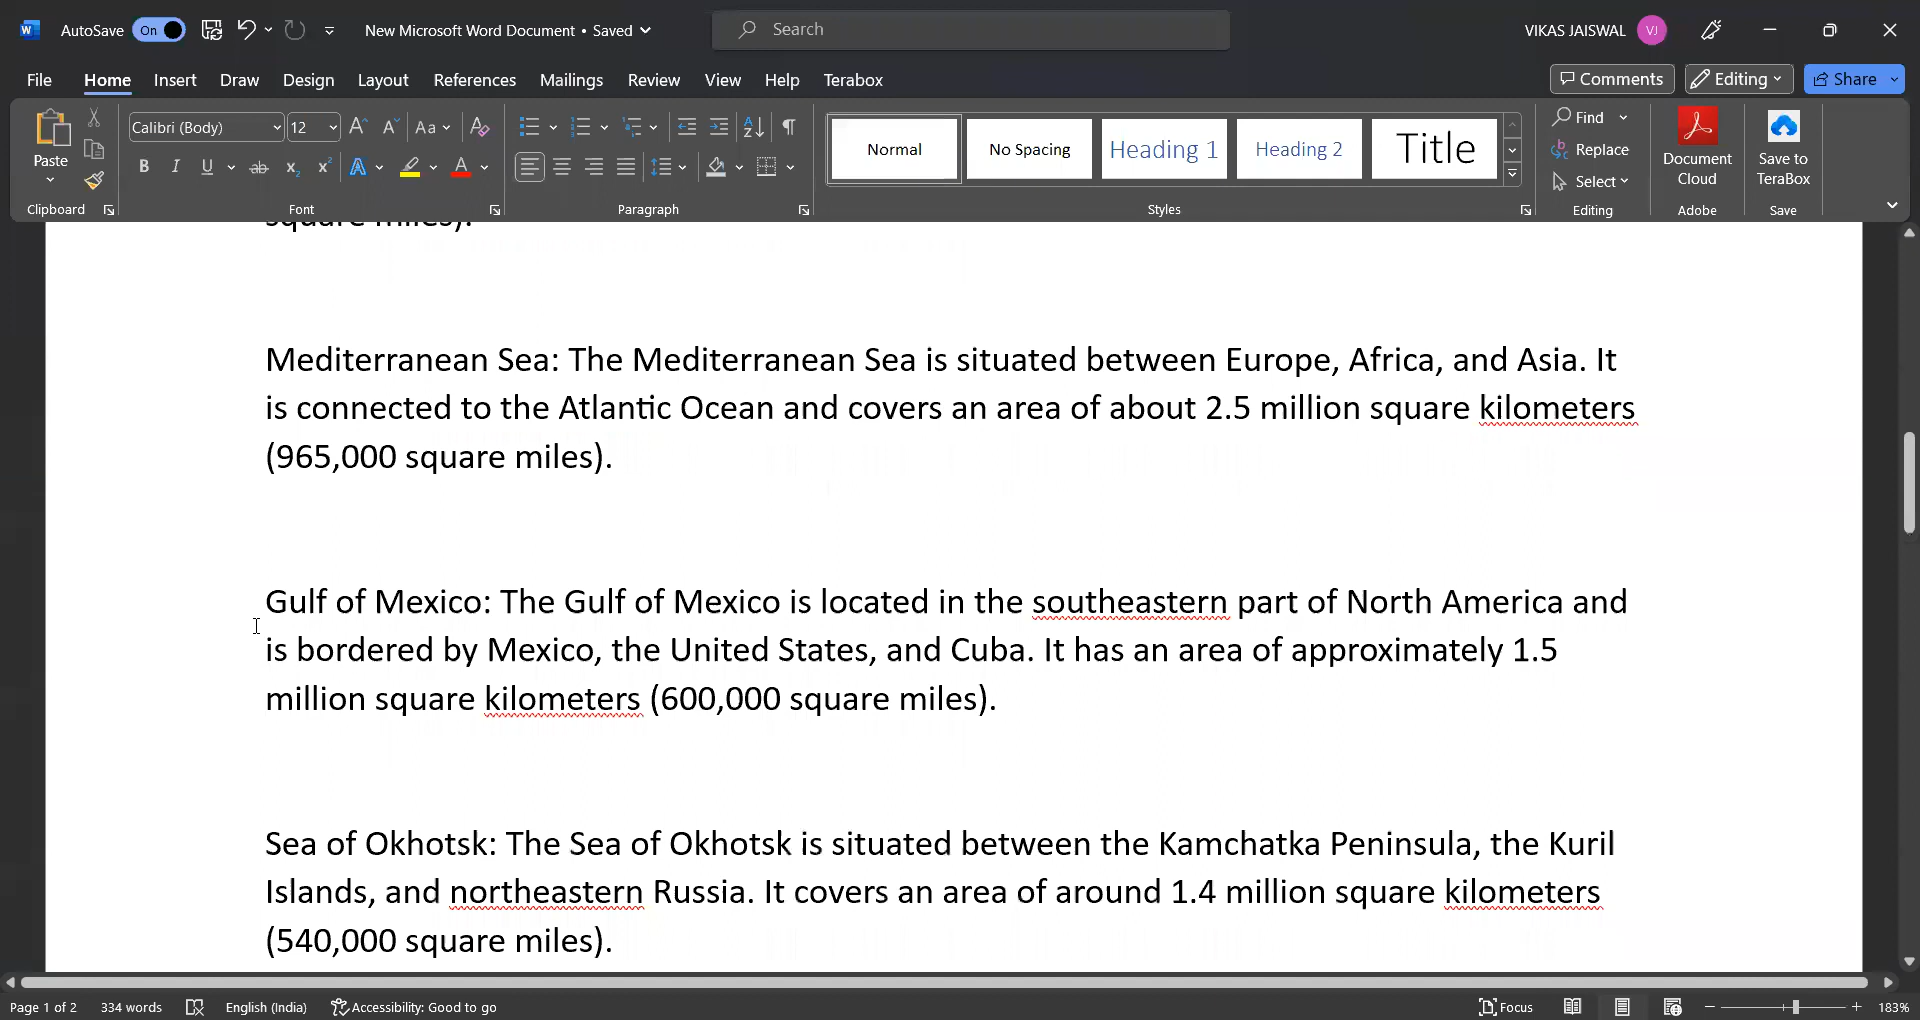 AutoSave On New Microsoft Word Document • Saved Search VIKAS JAISWAL VJ
File Home Insert Draw Design Layout References Mailings Review View Help Terabox Comments Editing Share
Paste Calibri (Body) 12 A A Aa A Normal No Spacing Heading 1 Heading 2 Title Find Replace Select Document Cloud Save to TeraBox
B I U ab x₂ x² A A
Clipboard Font Paragraph Styles Editing Adobe Save
square miles).
Mediterranean Sea: The Mediterranean Sea is situated between Europe, Africa, and Asia. It
is connected to the Atlantic Ocean and covers an area of about 2.5 million square kilometers
(965,000 square miles).
Gulf of Mexico: The Gulf of Mexico is located in the southeastern part of North America and
is bordered by Mexico, the United States, and Cuba. It has an area of approximately 1.5
million square kilometers (600,000 square miles).
Sea of Okhotsk: The Sea of Okhotsk is situated between the Kamchatka Peninsula, the Kuril
Islands, and northeastern Russia. It covers an area of around 1.4 million square kilometers
(540,000 square miles).
Page 1 of 2 334 words English (India) Accessibility: Good to go Focus 183%